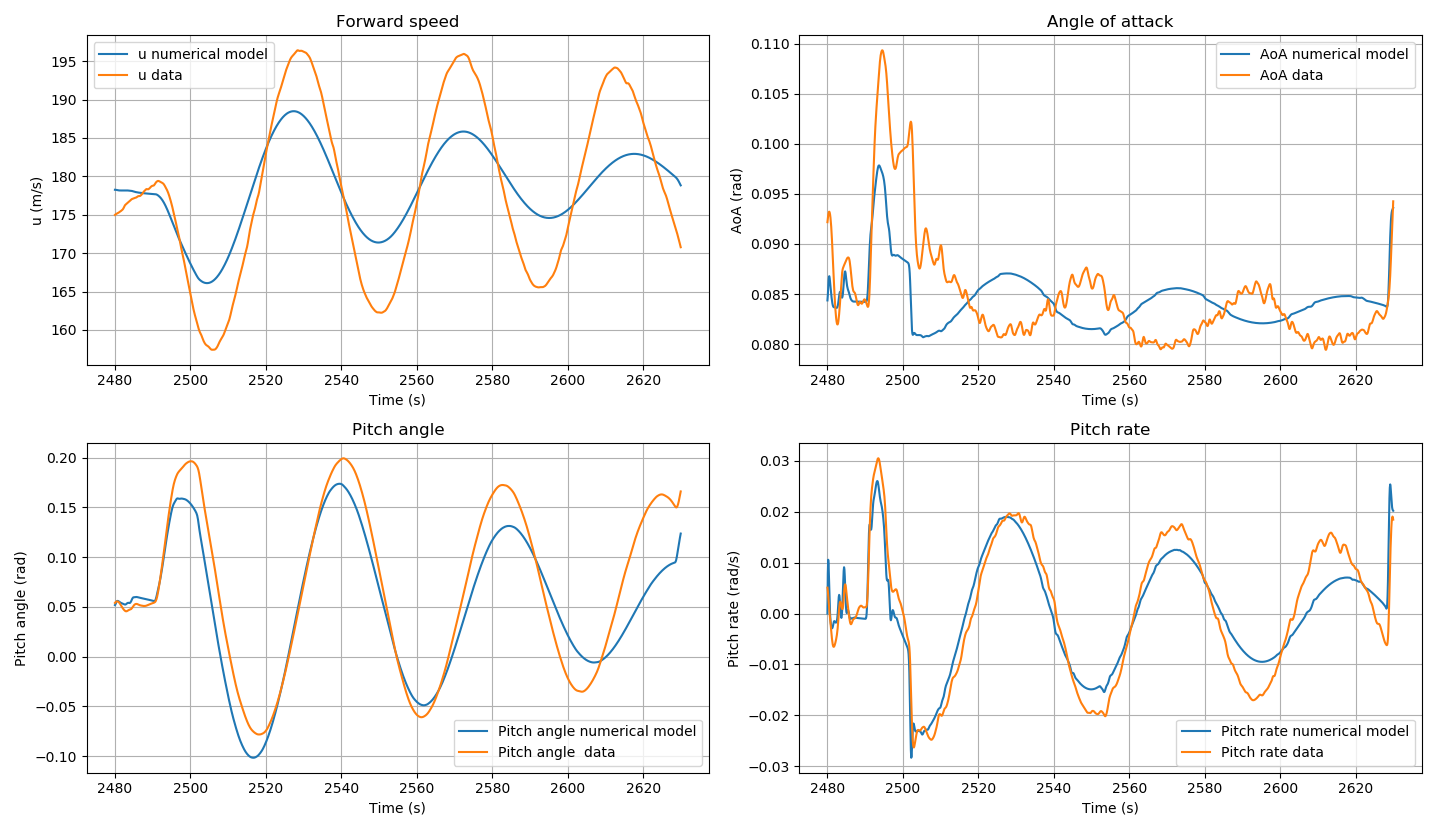 Forward speed
u numerical model
u data
u (m/s)
195
190
185
180
175
170
165
160
2480 2500 2520 2540 2560 2580 2600 2620
Time (s)
Angle of attack
AoA numerical model
AoA data
AoA (rad)
0.110
0.105
0.100
0.095
0.090
0.085
0.080
2480 2500 2520 2540 2560 2580 2600 2620
Time (s)
Pitch angle
Pitch angle (rad)
0.20
0.15
0.10
0.05
0.00
−0.05
−0.10
Pitch angle numerical model
Pitch angle  data
2480 2500 2520 2540 2560 2580 2600 2620
Time (s)
Pitch rate
Pitch rate (rad/s)
0.03
0.02
0.01
0.00
−0.01
−0.02
−0.03
Pitch rate numerical model
Pitch rate data
2480 2500 2520 2540 2560 2580 2600 2620
Time (s)